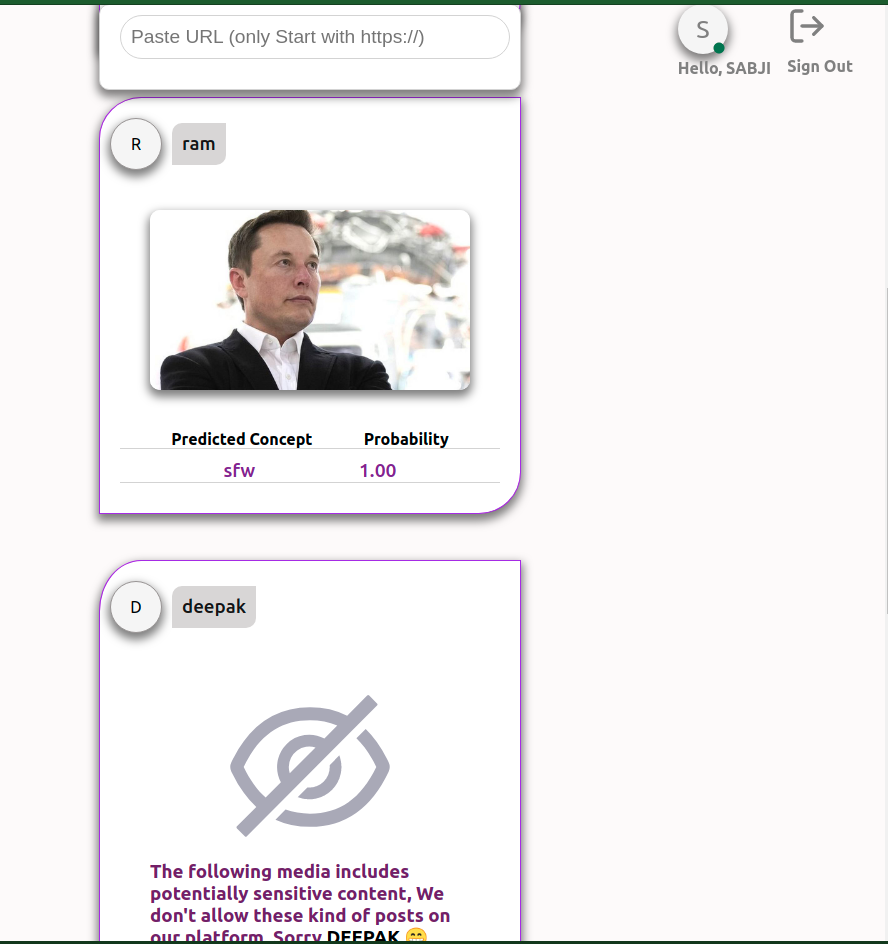 Paste URL (only Start with https://)
S
Hello, SABJI
Sign Out
R
ram
Predicted Concept Probability
sfw 1.00
D
deepak
The following media includes
potentially sensitive content, We
don't allow these kind of posts on
our platform. Sorry DEEPAK 😁